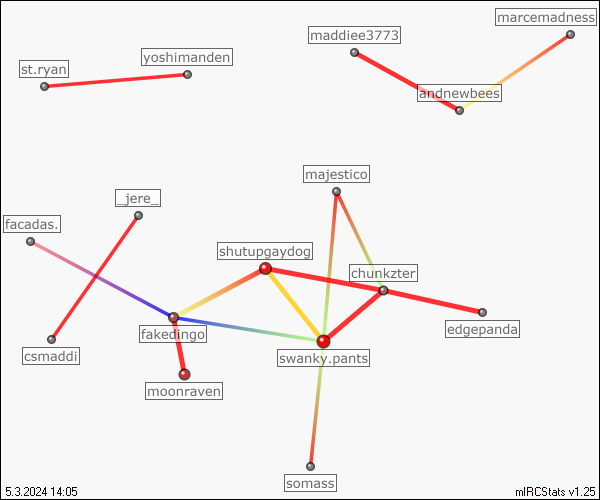 marcemadness
maddiee3773
yoshimanden
st.ryan
andnewbees
majestico
_jere_
facadas.
shutupgaydog
chunkzter
edgepanda
fakedingo
csmaddi
swanky.pants
moonraven
somass
5.3.2024 14:05
mIRCStats v1.25